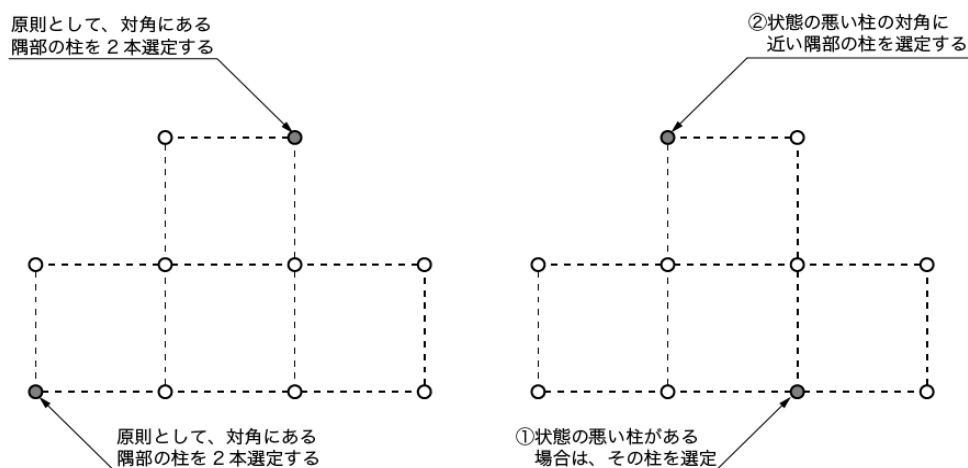 原則として、対角にある
隅部の柱を2本選定する
②状態の悪い柱の対角に
近い隅部の柱を選定する
原則として、対角にある
隅部の柱を2本選定する
①状態の悪い柱がある
場合は、その柱を選定